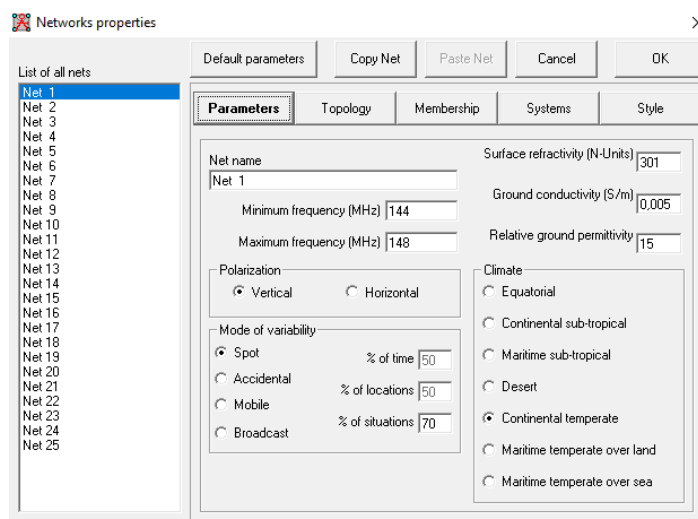 Networks properties
Default parameters
Copy Net
Paste Net
Cancel
OK
List of all nets
Net 1
Net 2
Net 3
Net 4
Net 5
Net 6
Net 7
Net 8
Net 9
Net 10
Net 11
Net 12
Net 13
Net 14
Net 15
Net 16
Net 17
Net 18
Net 19
Net 20
Net 21
Net 22
Net 23
Net 24
Net 25
Parameters
Topology
Membership
Systems
Style
Net name
Net 1
Minimum frequency (MHz) 144
Maximum frequency (MHz) 148
Surface refractivity (N-Units) 301
Ground conductivity (S/m) 0,005
Relative ground permittivity 15
Polarization
Vertical
Horizontal
Mode of variability
Spot
Accidental
Mobile
Broadcast
% of time 50
% of locations 50
% of situations 70
Climate
Equatorial
Continental sub-tropical
Maritime sub-tropical
Desert
Continental temperate
Maritime temperate over land
Maritime temperate over sea